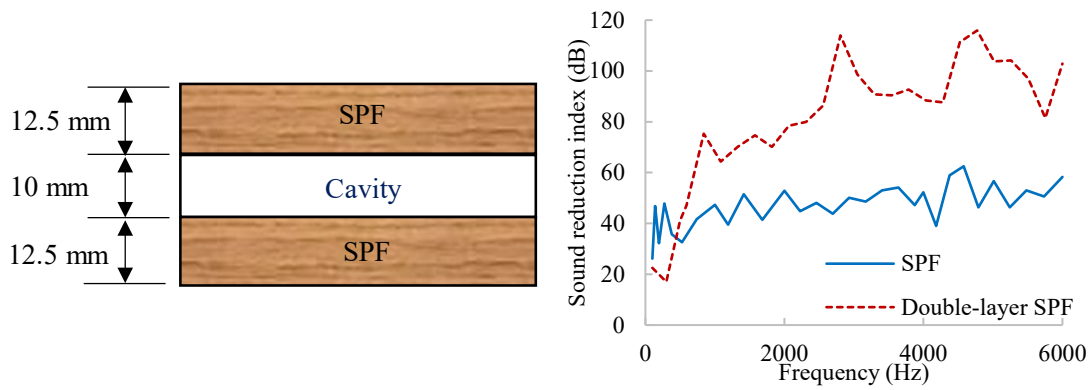 12.5 mm
10 mm
12.5 mm
SPF
Cavity
SPF
Sound reduction index (dB)
120
100
80
60
40
20
0
SPF
Double-layer SPF
0
2000
4000
6000
Frequency (Hz)